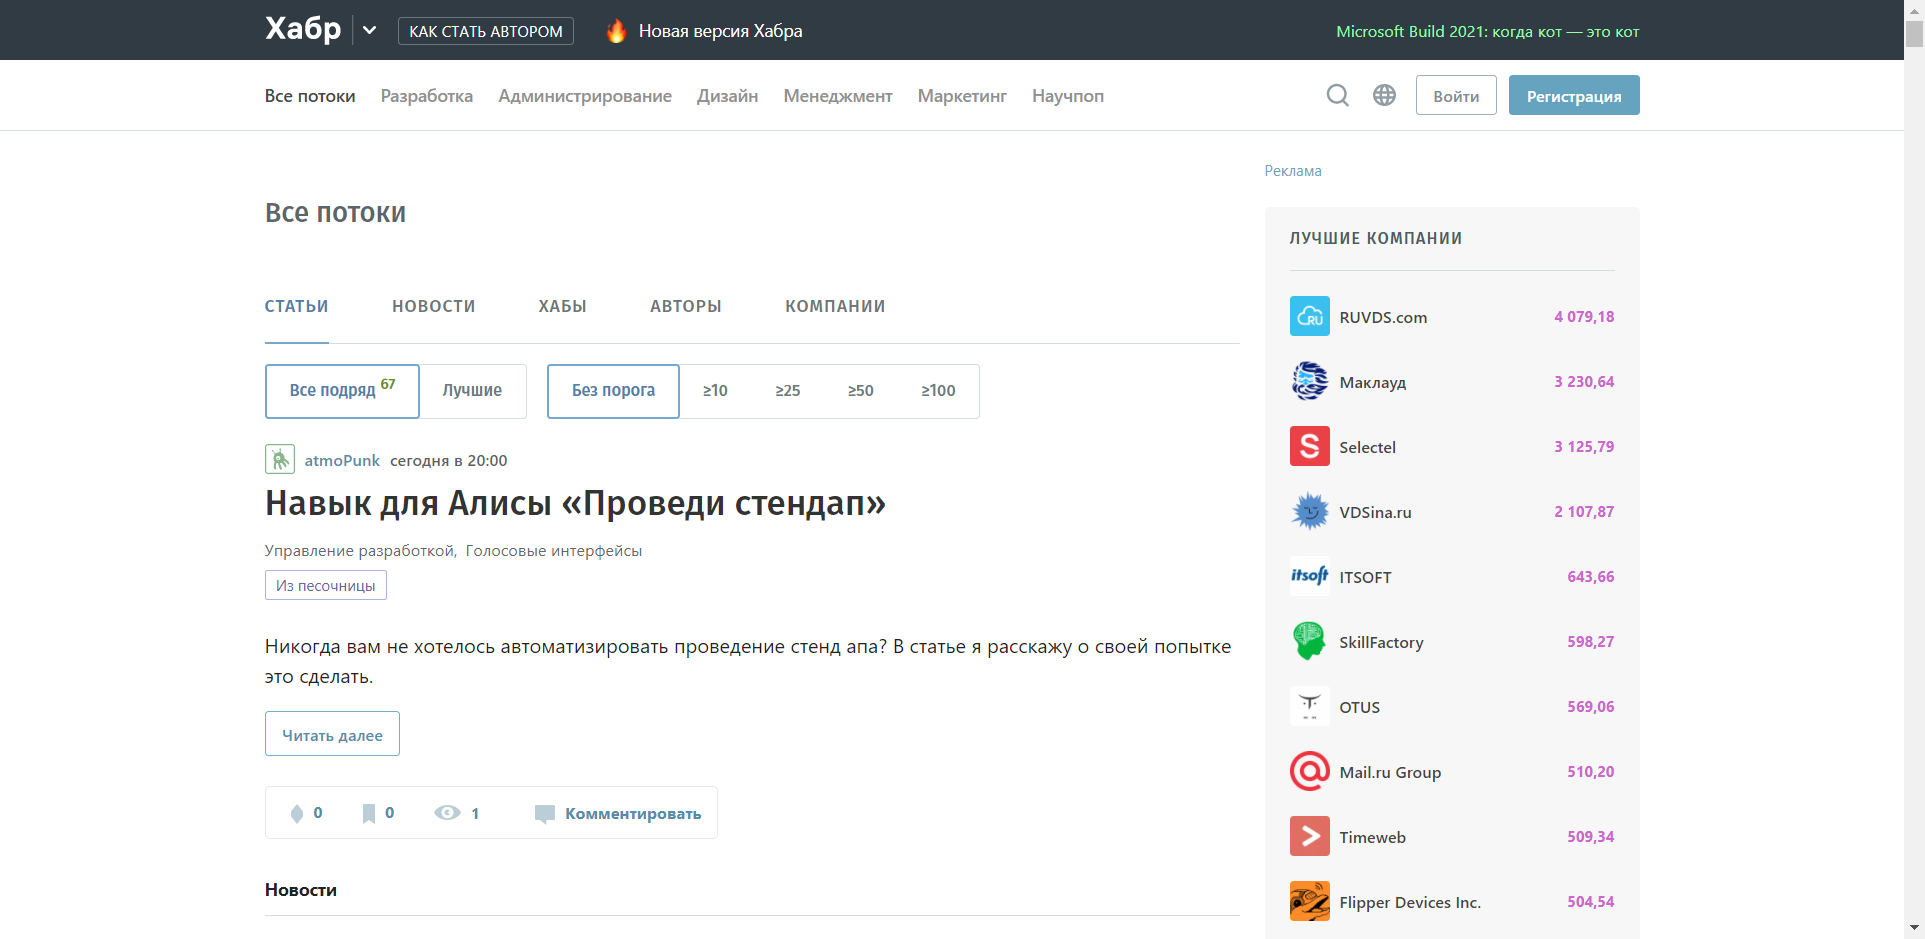 Хабр
КАК СТАТЬ АВТОРОМ
Новая версия Хабра
Microsoft Build 2021: когда кот — это кот
Все потоки Разработка Администрирование Дизайн Менеджмент Маркетинг Научпоп
Войти
Регистрация
Реклама
Все потоки
СТАТЬИ НОВОСТИ ХАБЫ АВТОРЫ КОМПАНИИ
Все подряд 67 Лучшие
Без порога ≥10 ≥25 ≥50 ≥100
atmoPunk сегодня в 20:00
Навык для Алисы «Проведи стендап»
Управление разработкой, Голосовые интерфейсы
Из песочницы
Никогда вам не хотелось автоматизировать проведение стенд апа? В статье я расскажу о своей попытке
это сделать.
Читать далее
0 0 1 Комментировать
Новости
ЛУЧШИЕ КОМПАНИИ
RU RUVDS.com 4 079,18
Маклауд 3 230,64
S Selectel 3 125,79
VDSina.ru 2 107,87
itsoft ITSOFT 643,66
SkillFactory 598,27
OTUS 569,06
Mail.ru Group 510,20
Timeweb 509,34
Flipper Devices Inc. 504,54